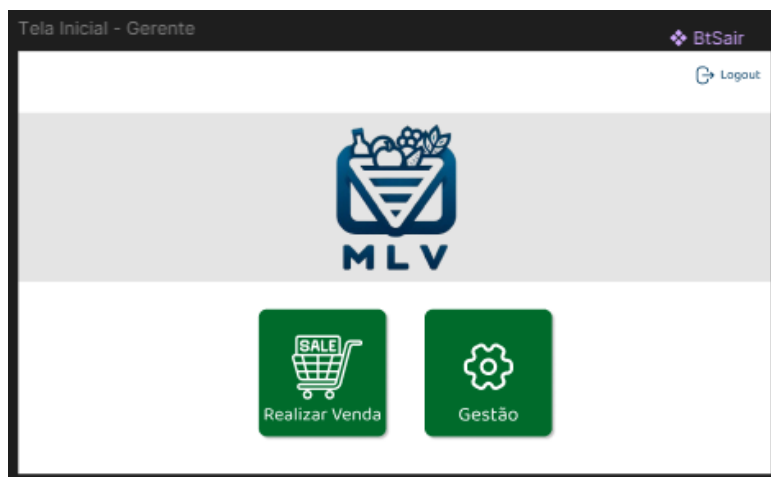 Tela Inicial - Gerente
BtSair
Logout
MLV
SALE
Realizar Venda
Gestão